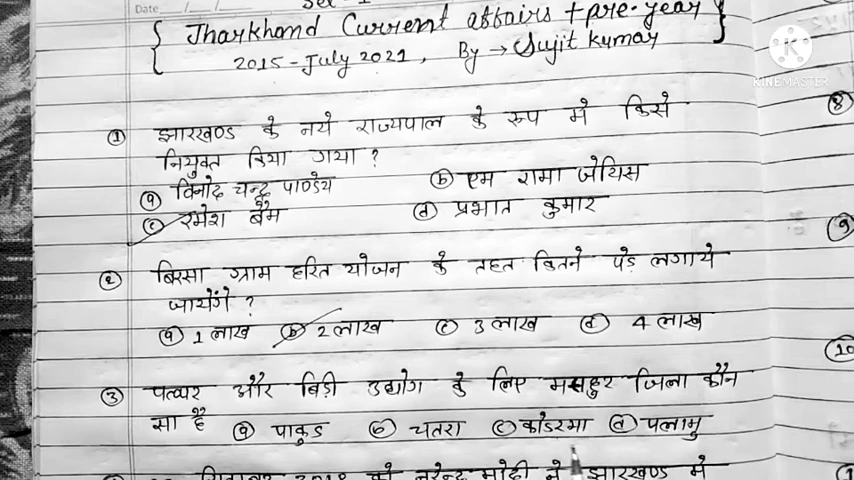 Date
{ Jharkhand Current affairs + pre-year }
2015-July 2021, By → Sujit Kumar
KINEMASTER
① झारखण्ड के नये राज्यपाल के रूप में किसे
नियुक्त किया गया ?
ⓐ विनोद चन्द्र पाण्डेय ⓑ एम रामा जेयिस
ⓒ रमेश बैस ⓓ प्रभात कुमार
② बिरसा ग्राम हरित योजन के तहत कितने पेड़ लगाये
जायेंगे ?
ⓐ 1 लाख ⓑ 2 लाख ⓒ 3 लाख ⓓ 4 लाख
③ पत्थर और बिड़ी उद्योग के लिए मसहुर जिला कौन
सा है ⓐ पाकुड ⓑ चतरा ⓒ कोडरमा ⓓ पलामु
को नरेन्द्र मोदी ने झारखण्ड में
⑧
⑨
⑩